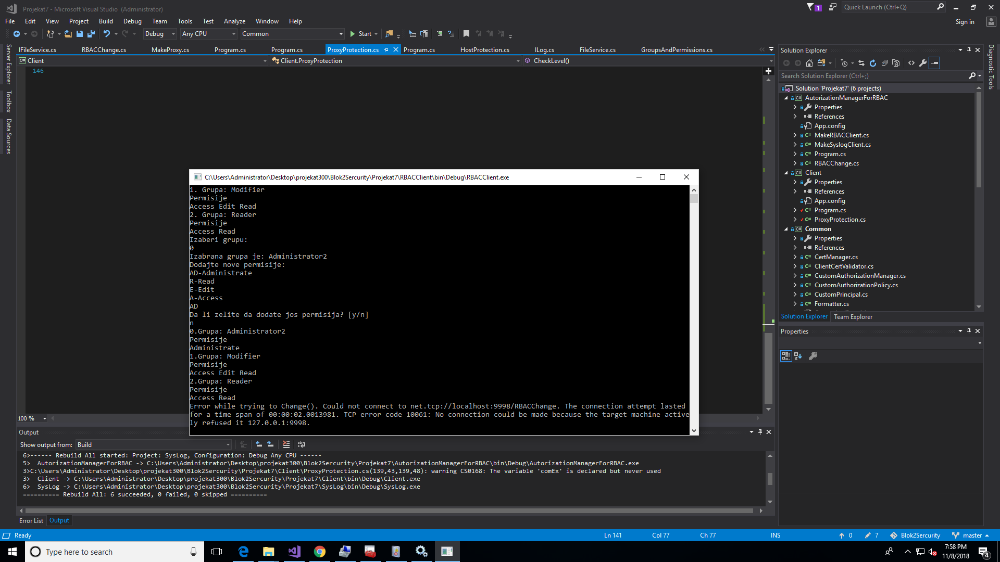 Projekat7 - Microsoft Visual Studio (Administrator)
1
Quick Launch (Ctrl+Q)
File Edit View Project Build Debug Team Tools Test Analyze Window Help
Sign in
Debug Any CPU Common Start
IFileService.cs RBACChange.cs MakeProxy.cs Program.cs Program.cs ProxyProtection.cs Program.cs HostProtection.cs ILog.cs FileService.cs GroupsAndPermissions.cs
Client Client.ProxyProtection CheckLevel()
146
Server Explorer
Toolbox
Data Sources
Diagnostic Tools
C:\Users\Administrator\Desktop\projekat300\Blok2Sercurity\Projekat7\RBACClient\bin\Debug\RBACClient.exe
1. Grupa: Modifier
Permisije
Access Edit Read
2. Grupa: Reader
Permisije
Access Read
Izaberi grupu:
0
Izabrana grupa je: Administrator2
Dodajte nove permisije:
AD-Administrate
R-Read
E-Edit
A-Access
AD
Da li zelite da dodate jos permisija? [y/n]
n
0.Grupa: Administrator2
Permisije
Administrate
1.Grupa: Modifier
Permisije
Access Edit Read
2.Grupa: Reader
Permisije
Access Read
Error while trying to Change(). Could not connect to net.tcp://localhost:9998/RBACChange. The connection attempt lasted
for a time span of 00:00:02.0013981. TCP error code 10061: No connection could be made because the target machine active
ly refused it 127.0.0.1:9998.
100 %
Output
Show output from: Build
6>------ Rebuild All started: Project: SysLog, Configuration: Debug Any CPU ------
5>  AutorizationManagerForRBAC -> C:\Users\Administrator\Desktop\projekat300\Blok2Sercurity\Projekat7\AutorizationManagerForRBAC\bin\Debug\AutorizationManagerForRBAC.exe
3>C:\Users\Administrator\Desktop\projekat300\Blok2Sercurity\Projekat7\Client\ProxyProtection.cs(139,43,139,48): warning CS0168: The variable 'comEx' is declared but never used
3>  Client -> C:\Users\Administrator\Desktop\projekat300\Blok2Sercurity\Projekat7\Client\bin\Debug\Client.exe
6>  SysLog -> C:\Users\Administrator\Desktop\projekat300\Blok2Sercurity\Projekat7\SysLog\bin\Debug\SysLog.exe
========== Rebuild All: 6 succeeded, 0 failed, 0 skipped ==========
Error List Output
Solution Explorer
Search Solution Explorer (Ctrl+;)
Solution 'Projekat7' (6 projects)
AutorizationManagerForRBAC
Properties
References
App.config
MakeRBACClient.cs
MakeSyslogClient.cs
Program.cs
RBACChange.cs
Client
Properties
References
App.config
Program.cs
ProxyProtection.cs
Common
Properties
References
CertManager.cs
ClientCertValidator.cs
CustomAuthorizationManager.cs
CustomAuthorizationPolicy.cs
CustomPrincipal.cs
Formatter.cs
Solution Explorer Team Explorer
Properties
Ready Ln 141 Col 77 Ch 77 INS 0 7 Blok2Sercurity master
Type here to search
7:58 PM
11/8/2018
4